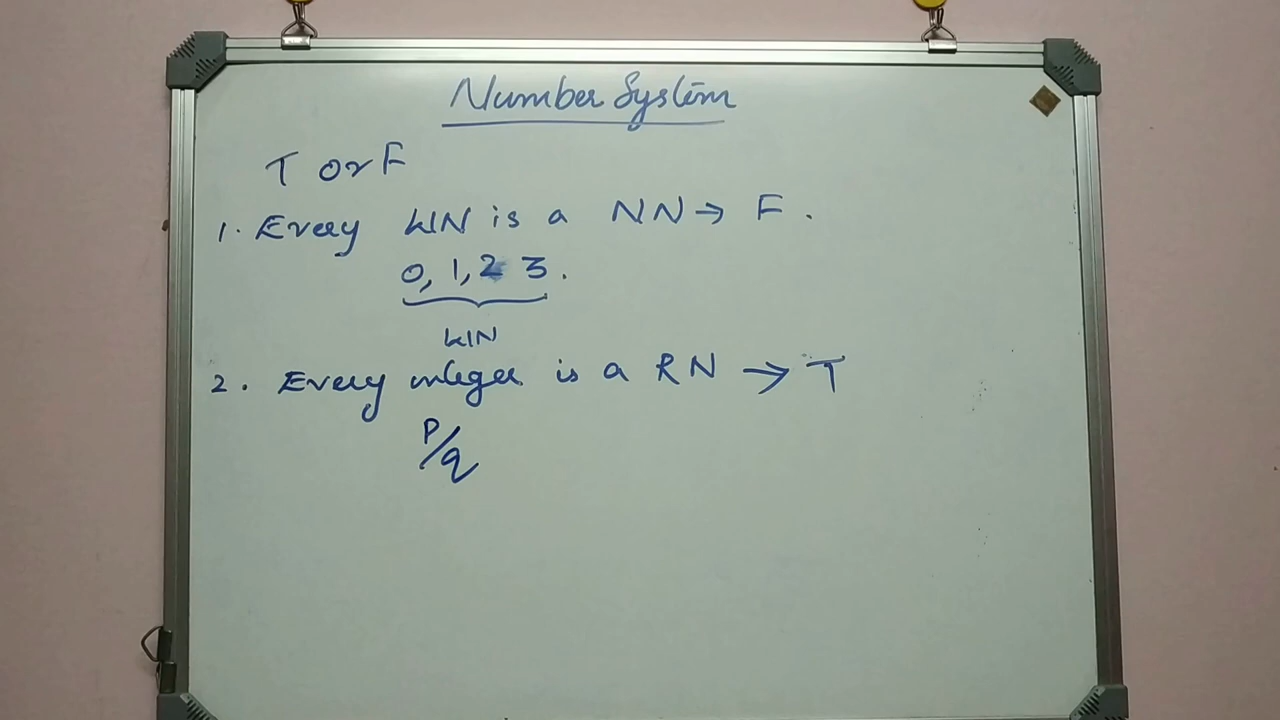 Number System
T or F
1. Every WN is a NN → F.
0, 1, 2 3.
WN
2. Every integer is a RN → T
P/q